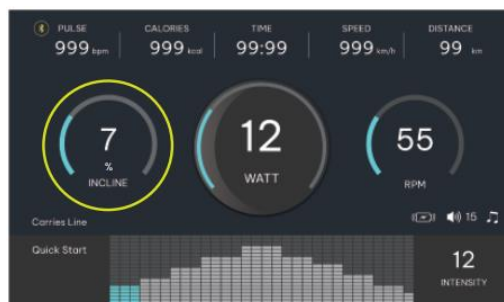 PULSE CALORIES TIME SPEED DISTANCE
999 bpm 999 kcal 99:99 999 km/h 99 km
7 12 55
% WATT RPM
INCLINE
Carries Line 15
Quick Start 12
INTENSITY